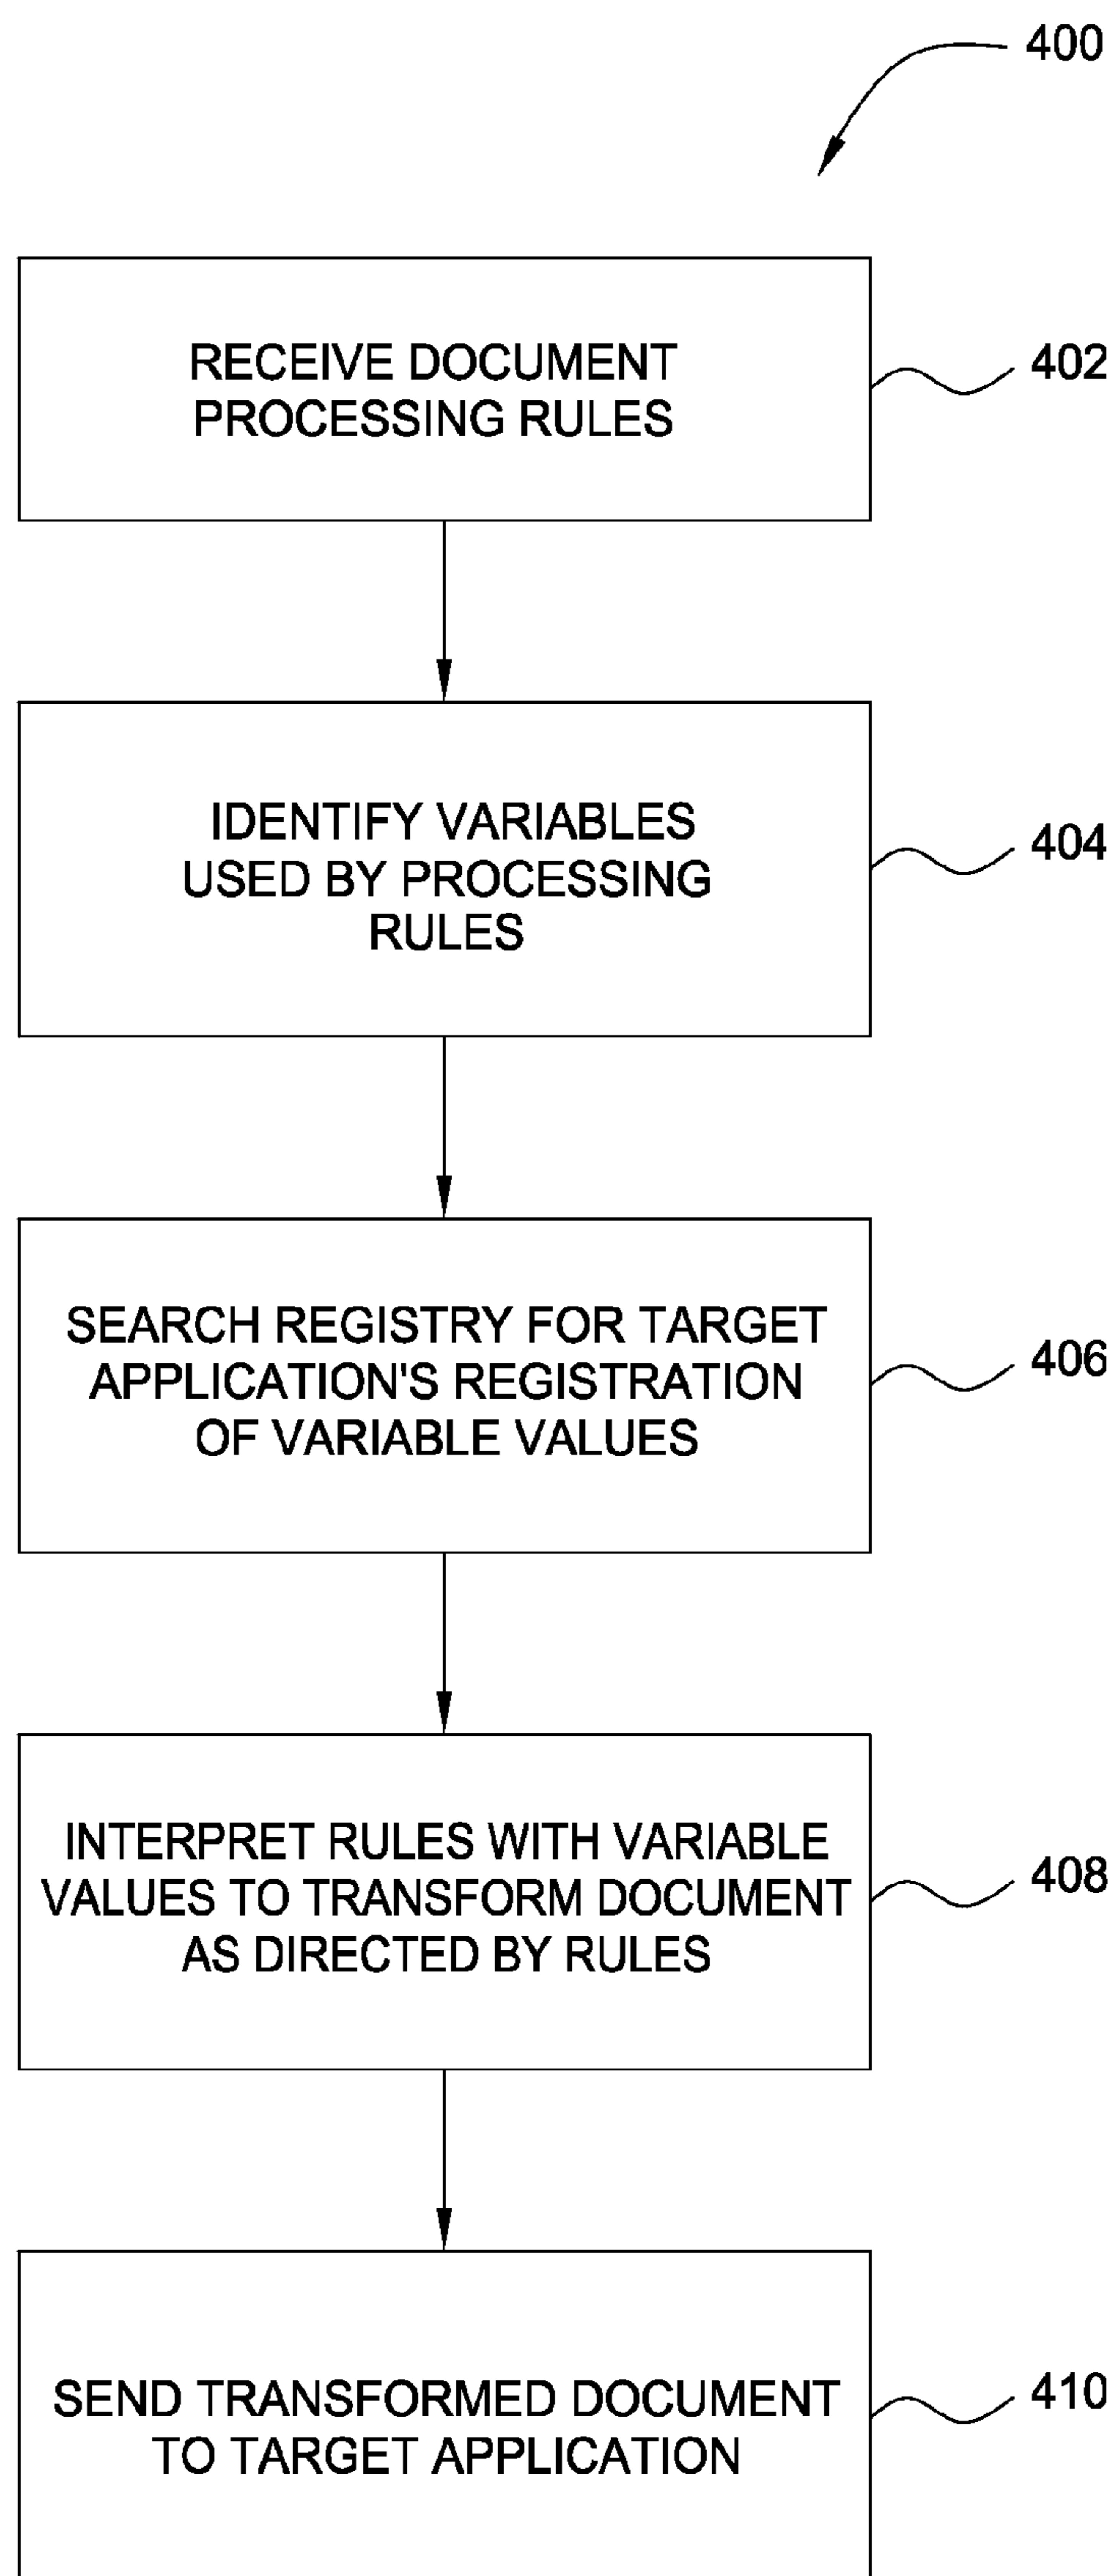 400
RECEIVE DOCUMENT
PROCESSING RULES
402
IDENTIFY VARIABLES
USED BY PROCESSING
RULES
404
SEARCH REGISTRY FOR TARGET
APPLICATION'S REGISTRATION
OF VARIABLE VALUES
406
INTERPRET RULES WITH VARIABLE
VALUES TO TRANSFORM DOCUMENT
AS DIRECTED BY RULES
408
SEND TRANSFORMED DOCUMENT
TO TARGET APPLICATION
410